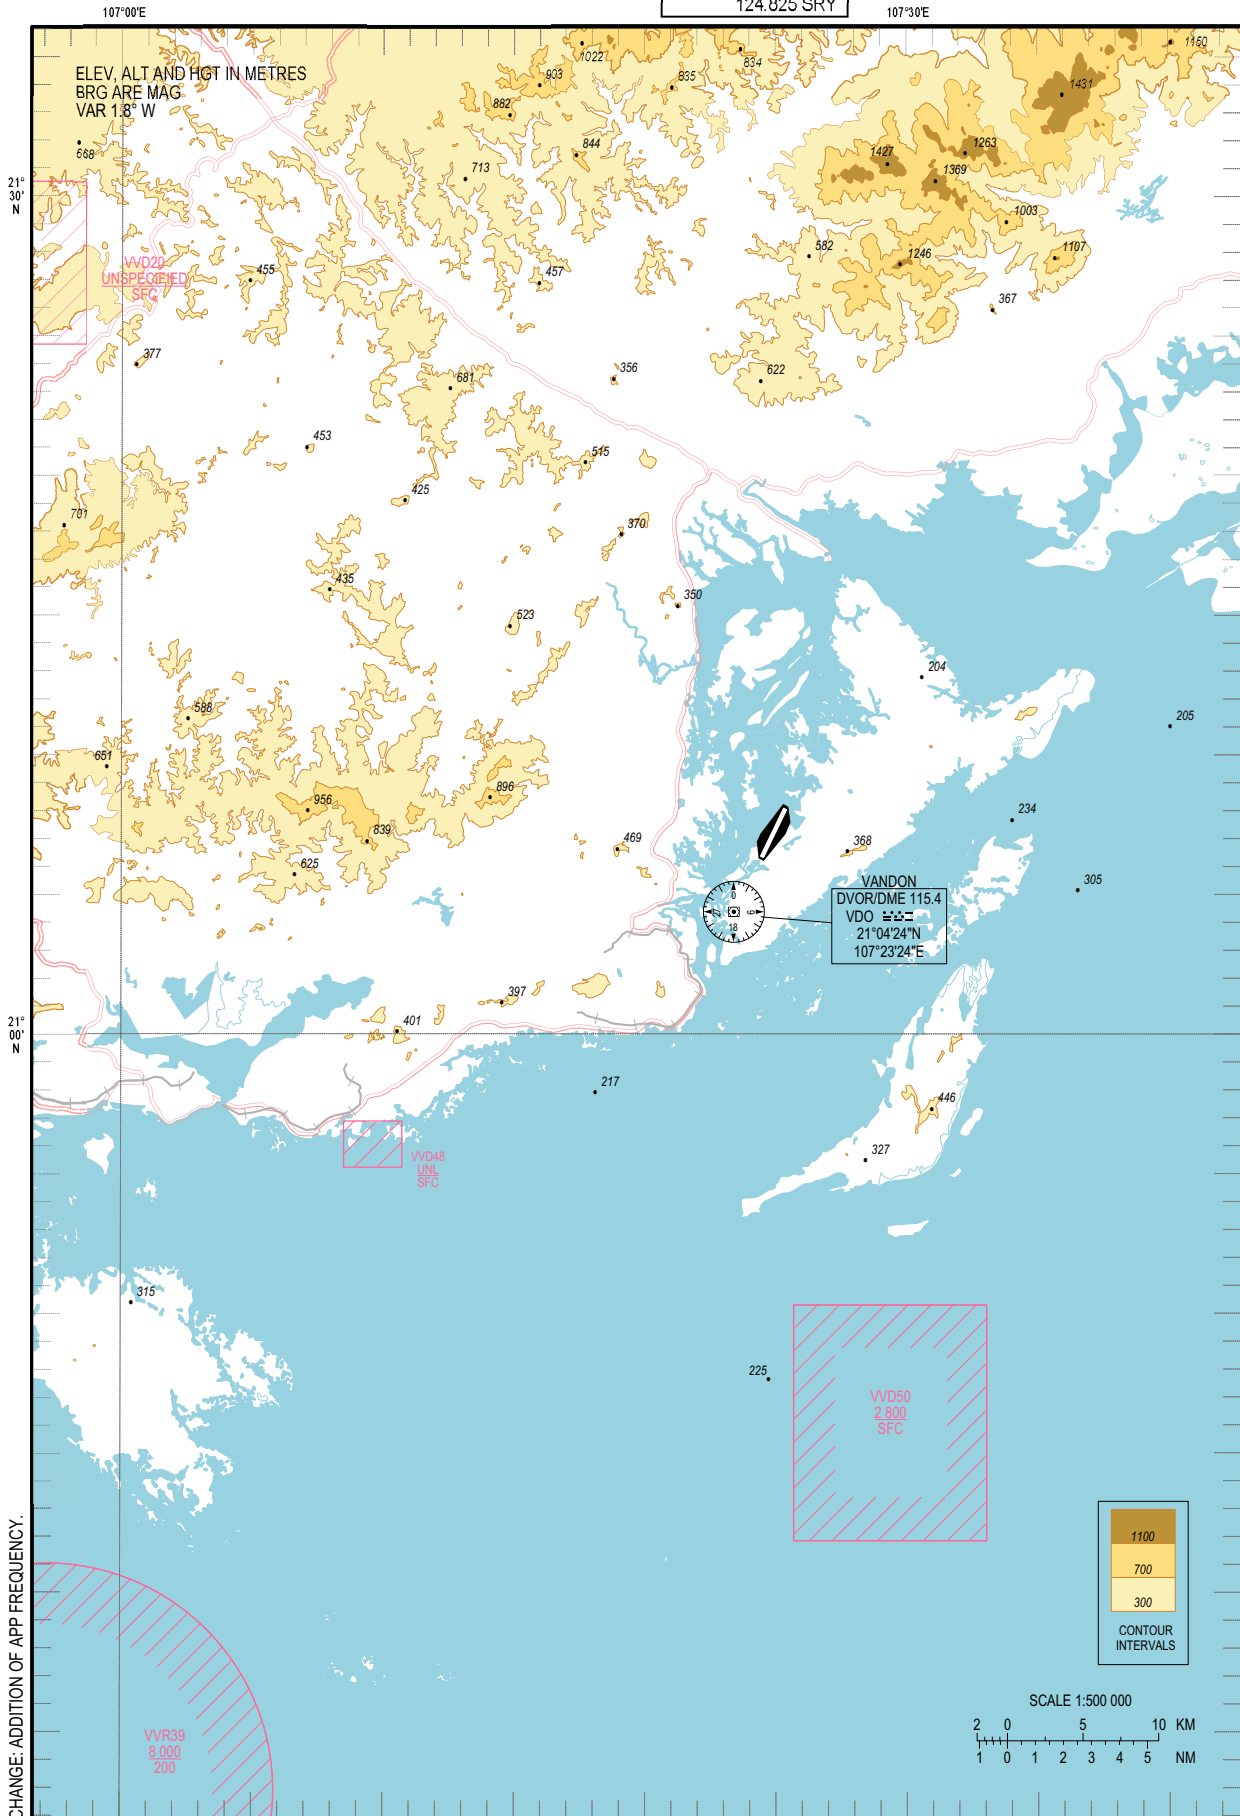 124.825 SRY
107°00'E
107°30'E
ELEV, ALT AND HGT IN METRES
BRG ARE MAG
VAR 1.8° W
1022
834
1150
903
835
1431
882
668
844
1427
1263
713
1369
21°
30'
N
1003
VVD20
UNSPECIFIED
SFC
455
457
582
1246
1107
367
377
356
681
622
453
515
425
701
370
435
350
523
204
588
205
651
896
956
234
839
469
368
625
305
VANDON
DVOR/DME 115.4
VDO
21°04'24"N
107°23'24"E
0
9
18
27
397
401
21°
00'
N
217
446
327
VVD48
UNL
SFC
315
225
VVD50
2 800
SFC
1100
700
300
CONTOUR
INTERVALS
CHANGE: ADDITION OF APP FREQUENCY.
SCALE 1:500 000
2 0 5 10 KM
1 0 1 2 3 4 5 NM
VVR39
8 000
200